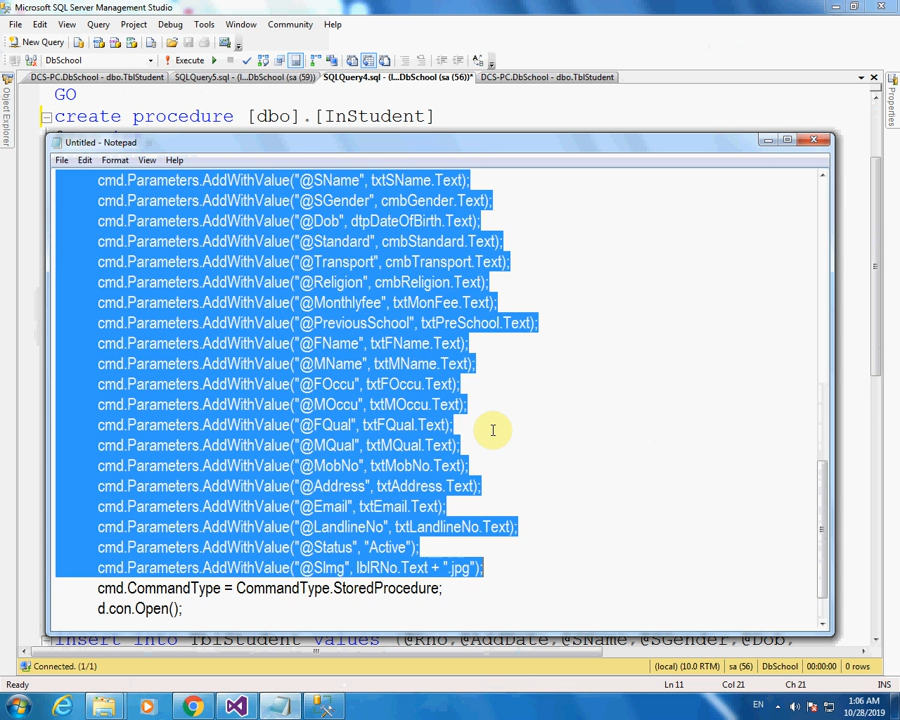 Microsoft SQL Server Management Studio
File Edit View Query Project Debug Tools Window Community Help
New Query
DbSchool Execute
DCS-PC.DbSchool - dbo.TblStudent SQLQuery5.sql - (l...DbSchool (sa (59)) SQLQuery4.sql - (l...DbSchool (sa (56))* DCS-PC.DbSchool - dbo.tblStudent
Object Explorer
Properties
GO
create procedure [dbo].[InStudent]
Untitled - Notepad
File Edit Format View Help
cmd.Parameters.AddWithValue("@SName", txtSName.Text);
cmd.Parameters.AddWithValue("@SGender", cmbGender.Text);
cmd.Parameters.AddWithValue("@Dob", dtpDateOfBirth.Text);
cmd.Parameters.AddWithValue("@Standard", cmbStandard.Text);
cmd.Parameters.AddWithValue("@Transport", cmbTransport.Text);
cmd.Parameters.AddWithValue("@Religion", cmbReligion.Text);
cmd.Parameters.AddWithValue("@Monthlyfee", txtMonFee.Text);
cmd.Parameters.AddWithValue("@PreviousSchool", txtPreSchool.Text);
cmd.Parameters.AddWithValue("@FName", txtFName.Text);
cmd.Parameters.AddWithValue("@MName", txtMName.Text);
cmd.Parameters.AddWithValue("@FOccu", txtFOccu.Text);
cmd.Parameters.AddWithValue("@MOccu", txtMOccu.Text);
cmd.Parameters.AddWithValue("@FQual", txtFQual.Text);
cmd.Parameters.AddWithValue("@MQual", txtMQual.Text);
cmd.Parameters.AddWithValue("@MobNo", txtMobNo.Text);
cmd.Parameters.AddWithValue("@Address", txtAddress.Text);
cmd.Parameters.AddWithValue("@Email", txtEmail.Text);
cmd.Parameters.AddWithValue("@LandlineNo", txtLandlineNo.Text);
cmd.Parameters.AddWithValue("@Status", "Active");
cmd.Parameters.AddWithValue("@SImg", lblRNo.Text + ".jpg");
cmd.CommandType = CommandType.StoredProcedure;
d.con.Open();
insert into TblStudent values (@Rno,@AddDate,@SName,@SGender,@Dob,
Connected. (1/1) (local) (10.0 RTM) sa (56) DbSchool 00:00:00 0 rows
Ready Ln 11 Col 21 Ch 21 INS
EN 1:06 AM
10/28/2019